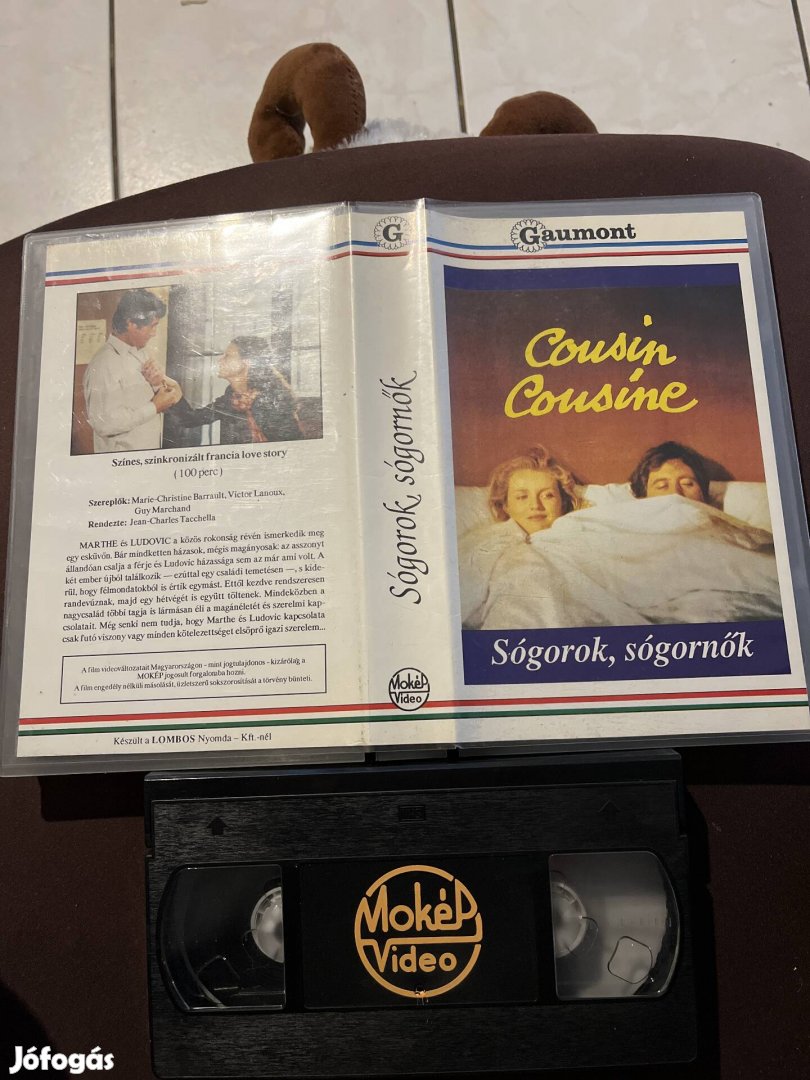 Színes, szinkronizált francia love story
(100 perc)
Szereplők: Marie-Christine Barrault, Victor Lanoux,
Guy Marchand
Rendezte: Jean-Charles Tacchella
MARTHE és LUDOVIC a közös rokonság révén ismerkedik meg
egy esküvőn. Bár mindketten házasok, mégis magányosak: az asszonyt
állandóan csalja a férje és Ludovic házassága sem az már ami volt. A
két ember újból találkozik — ezúttal egy családi temetésen —, s kide-
rül, hogy félmondatokból is értik egymást. Ettől kezdve rendszeresen
randevúznak, majd egy hétvégét is együtt töltenek. Mindeközben a
nagycsalád többi tagja is lármásan éli a magánéletét és szerelmi kap-
csolatait. Még senki nem tudja, hogy Marthe és Ludovic kapcsolata
csak futó viszony vagy minden kötelezettséget elsöprő igazi szerelem...
A film videováltozatait Magyarországon - mint jogtulajdonos - kizárólag a
MOKÉP jogosult forgalomba hozni.
A film engedély nélküli másolását, üzletszerű sokszorosítását a törvény bünteti.
Készült a LOMBOS Nyomda – Kft.-nél
G
Sógorok, sógornők
Mokép
Video
Gaumont
Cousin
Cousine
Sógorok, sógornők
Mokép
Video
Jófogás